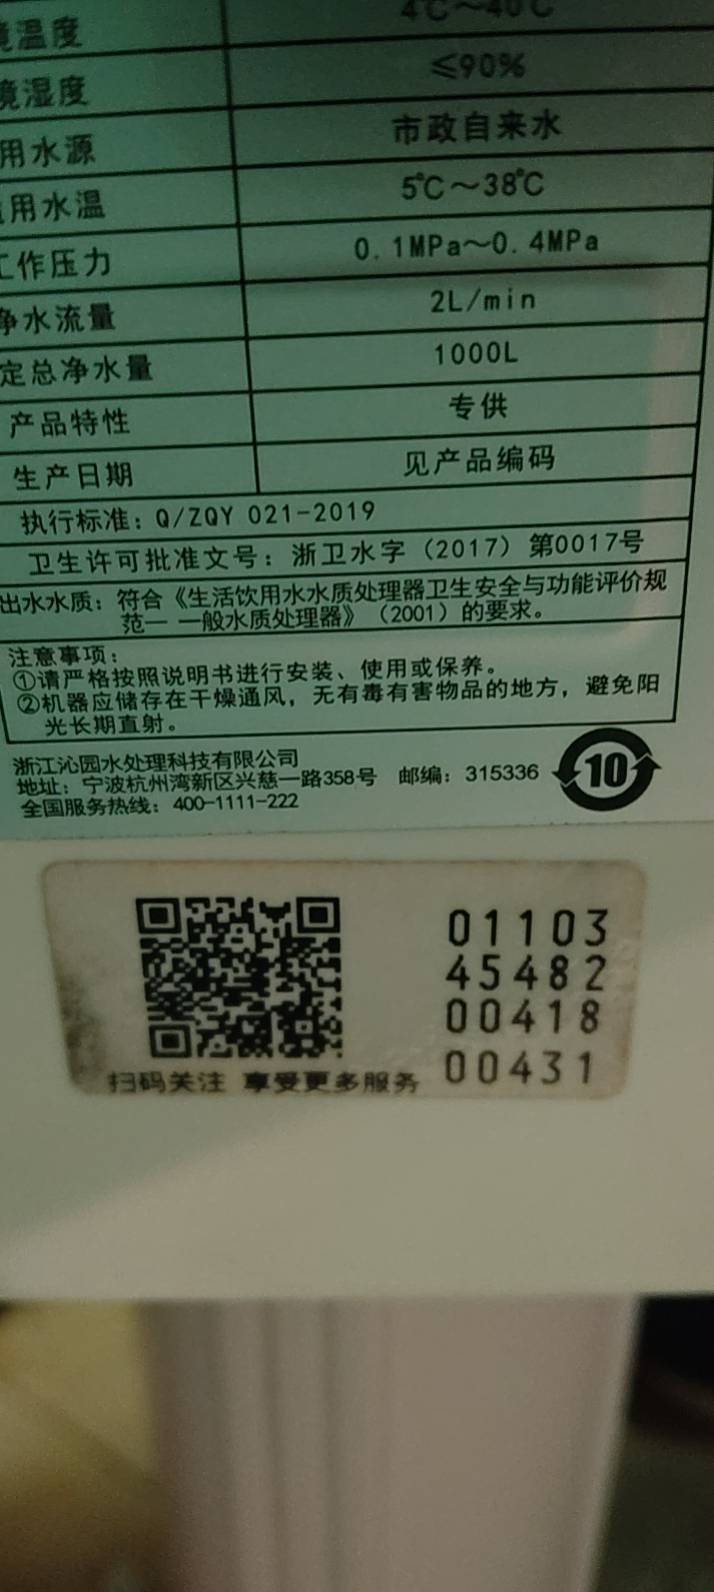 境温度 4℃～40℃
境湿度 ≤90%
用水源 市政自来水
用水温 5℃～38℃
工作压力 0.1MPa～0.4MPa
净水流量 2L/min
定总净水量 1000L
产品特性 专供
生产日期 见产品编码
执行标准：Q/ZQY 021-2019
卫生许可批准文号：浙卫水字（2017）第0017号
出水水质：符合《生活饮用水水质处理器卫生安全与功能评价规
范— 一般水质处理器》（2001）的要求。
注意事项：
①请严格按照说明书进行安装、使用或保养。
②机器应储存在干燥通风，无有毒有害物品的地方，避免阳
光长期直射。
浙江沁园水处理科技有限公司
地址：宁波杭州湾新区兴慈一路358号 邮编：315336
全国服务热线：400-1111-222
10
01103
45482
00418
00431
扫码关注 享受更多服务